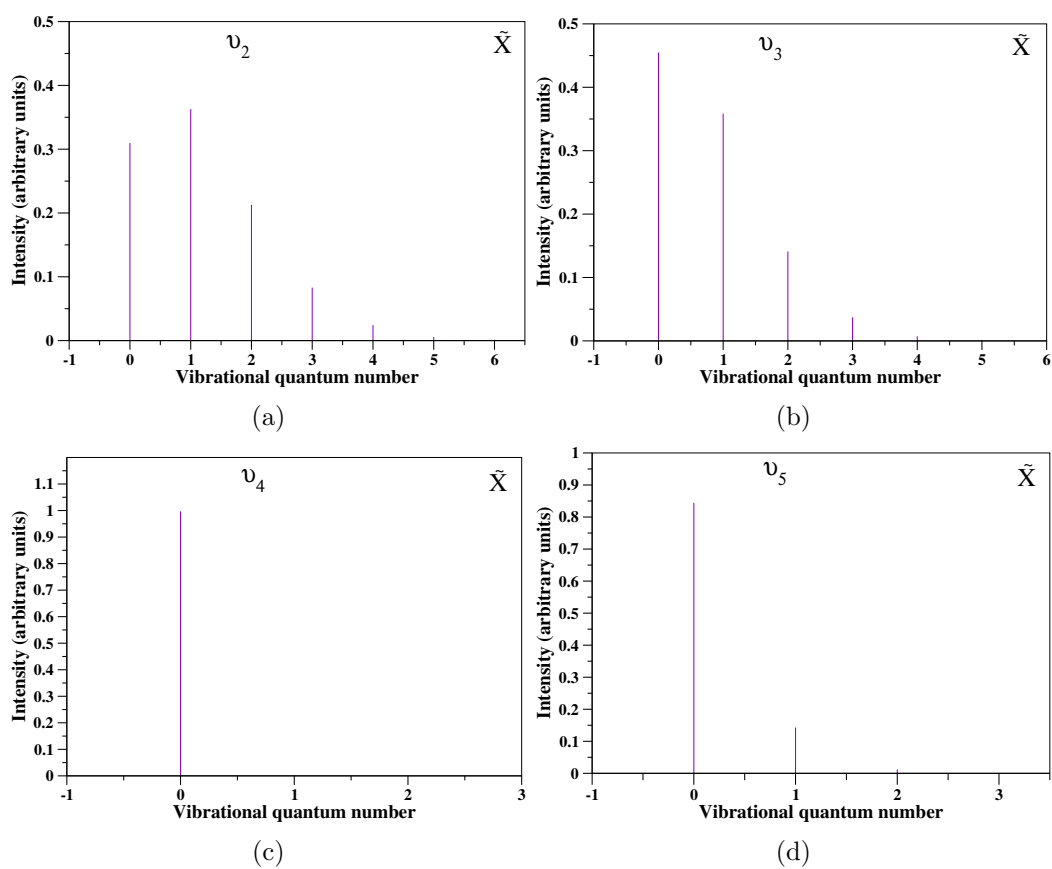 υ2 X̃
Intensity (arbitrary units)
0.5
0.4
0.3
0.2
0.1
0
-1 0 1 2 3 4 5 6
Vibrational quantum number
(a)
υ3 X̃
Intensity (arbitrary units)
0.5
0.4
0.3
0.2
0.1
0
-1 0 1 2 3 4 5 6
Vibrational quantum number
(b)
υ4 X̃
Intensity (arbitrary units)
1.1
1
0.9
0.8
0.7
0.6
0.5
0.4
0.3
0.2
0.1
0
-1 0 1 2 3
Vibrational quantum number
(c)
υ5 X̃
Intensity (arbitrary units)
1
0.9
0.8
0.7
0.6
0.5
0.4
0.3
0.2
0.1
0
-1 0 1 2 3
Vibrational quantum number
(d)